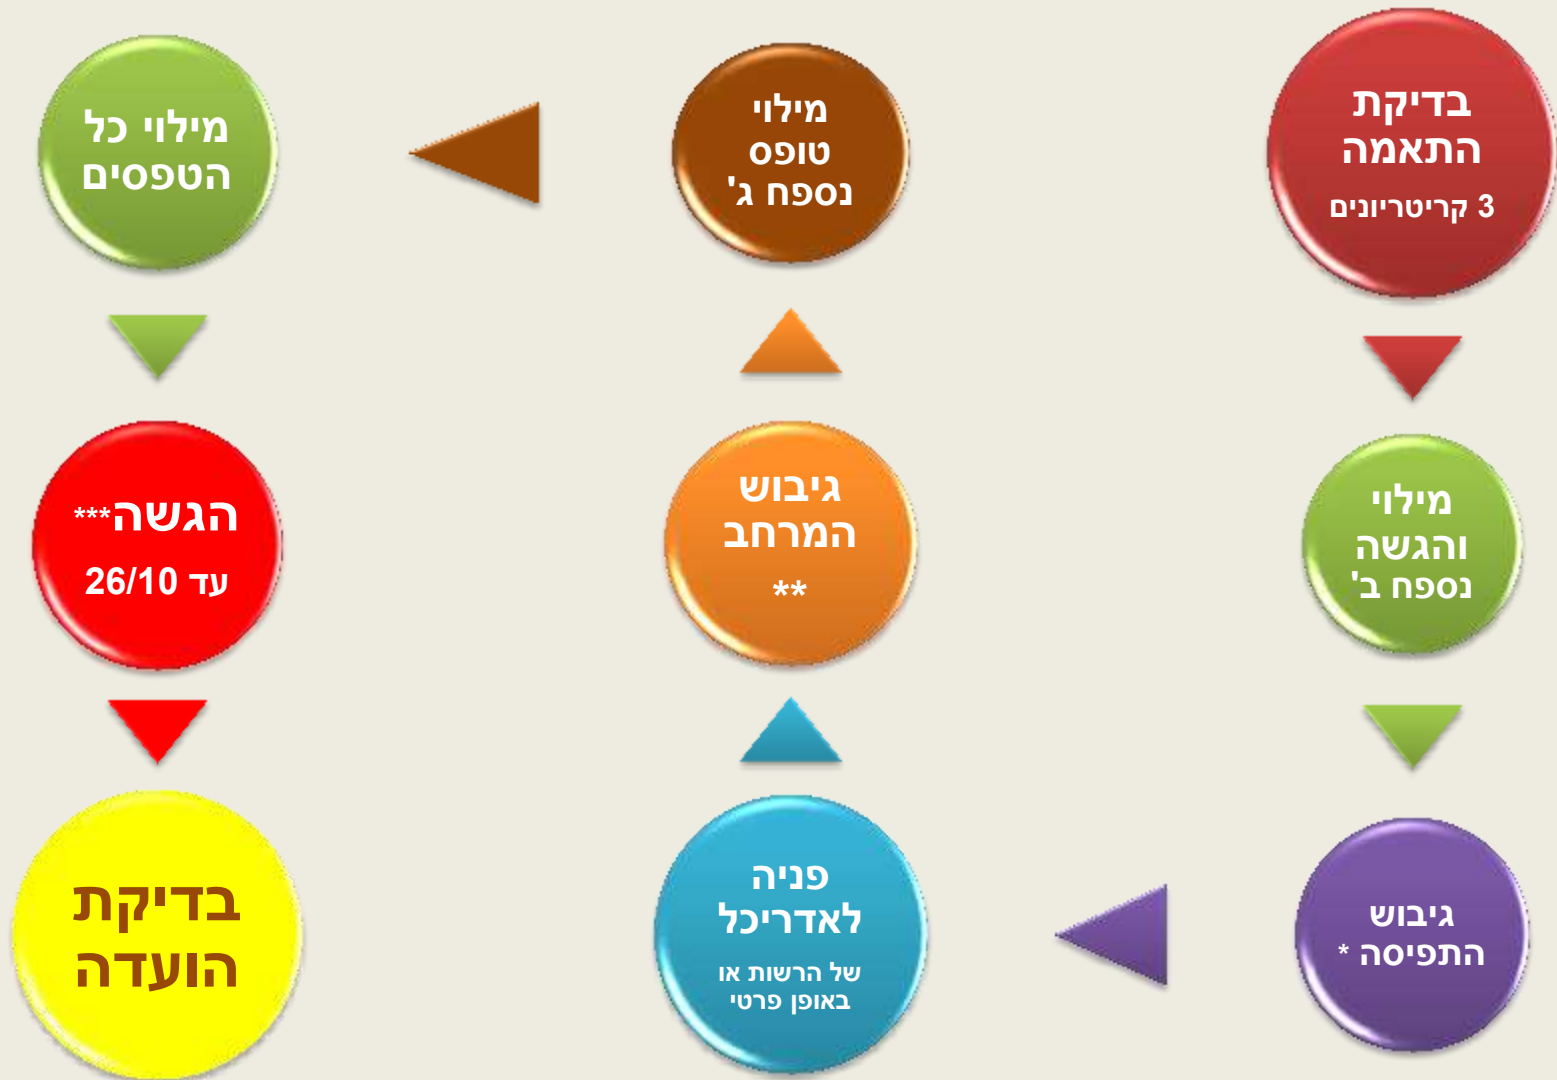 בדיקת
התאמה
3 קריטריונים
מילוי
והגשה
נספח ב'
גיבוש
התפיסה *
פניה
לאדריכל
של הרשות או
באופן פרטי
גיבוש
המרחב
**
מילוי
טופס
נספח ג'
מילוי כל
הטפסים
הגשה***
עד 26/10
בדיקת
הועדה